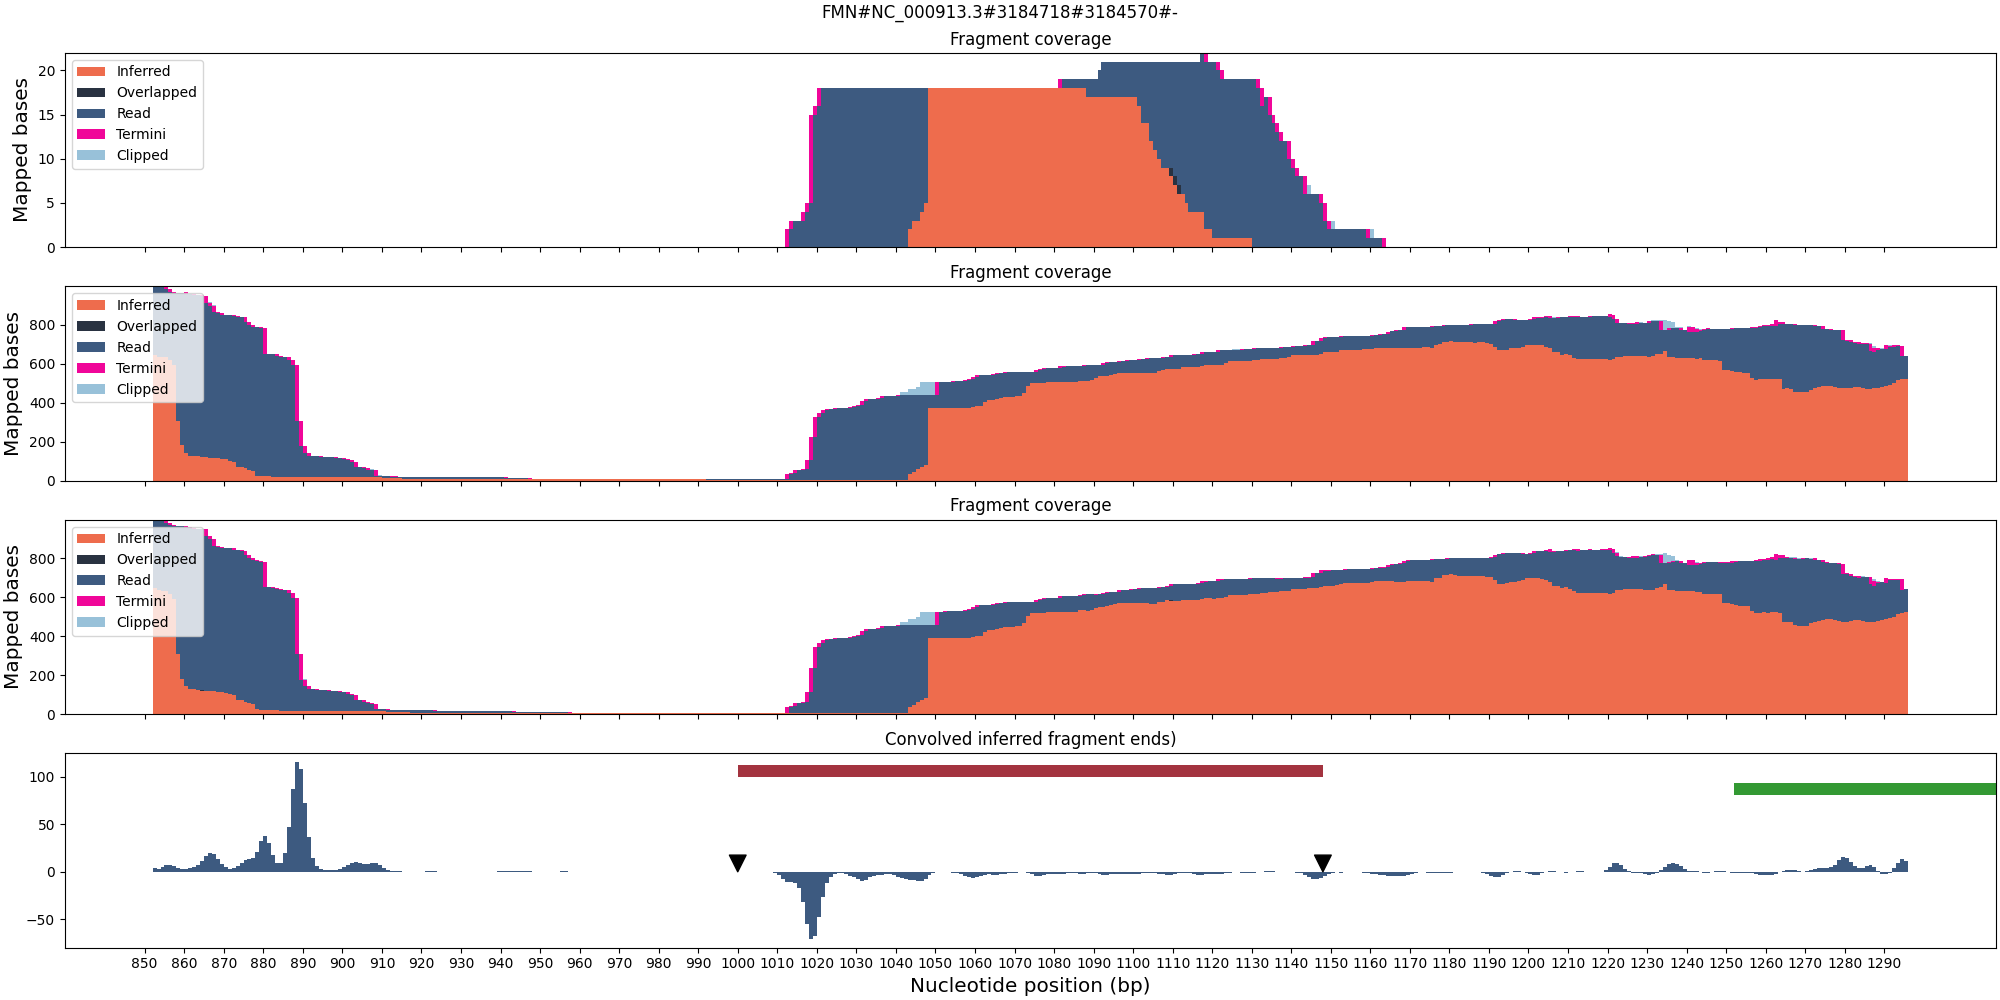 FMN#NC_000913.3#3184718#3184570#-
Fragment coverage
Mapped bases
20
15
10
5
0
Inferred
Overlapped
Read
Termini
Clipped
Fragment coverage
Mapped bases
800
600
400
200
0
Inferred
Overlapped
Read
Termini
Clipped
Fragment coverage
Mapped bases
800
600
400
200
0
Inferred
Overlapped
Read
Termini
Clipped
Convolved inferred fragment ends)
100
50
0
−50
850 860 870 880 890 900 910 920 930 940 950 960 970 980 990 1000 1010 1020 1030 1040 1050 1060 1070 1080 1090 1100 1110 1120 1130 1140 1150 1160 1170 1180 1190 1200 1210 1220 1230 1240 1250 1260 1270 1280 1290
Nucleotide position (bp)